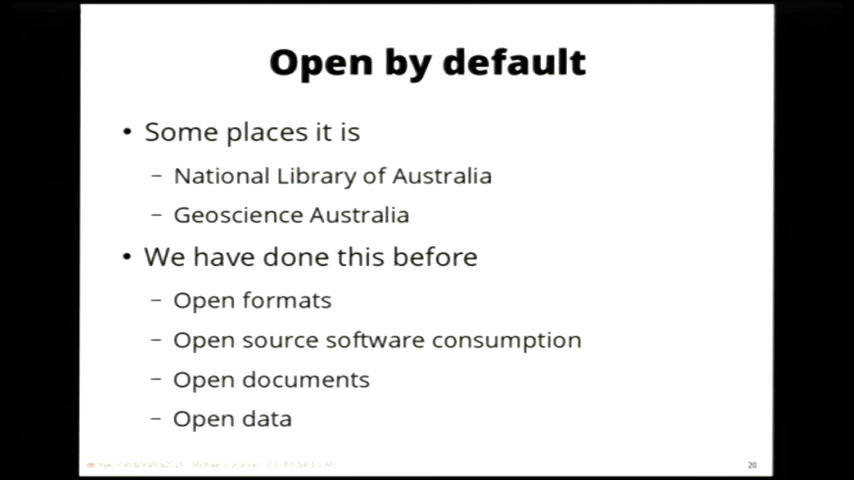 Open by default
• Some places it is
– National Library of Australia
– Geoscience Australia
• We have done this before
– Open formats
– Open source software consumption
– Open documents
– Open data
20